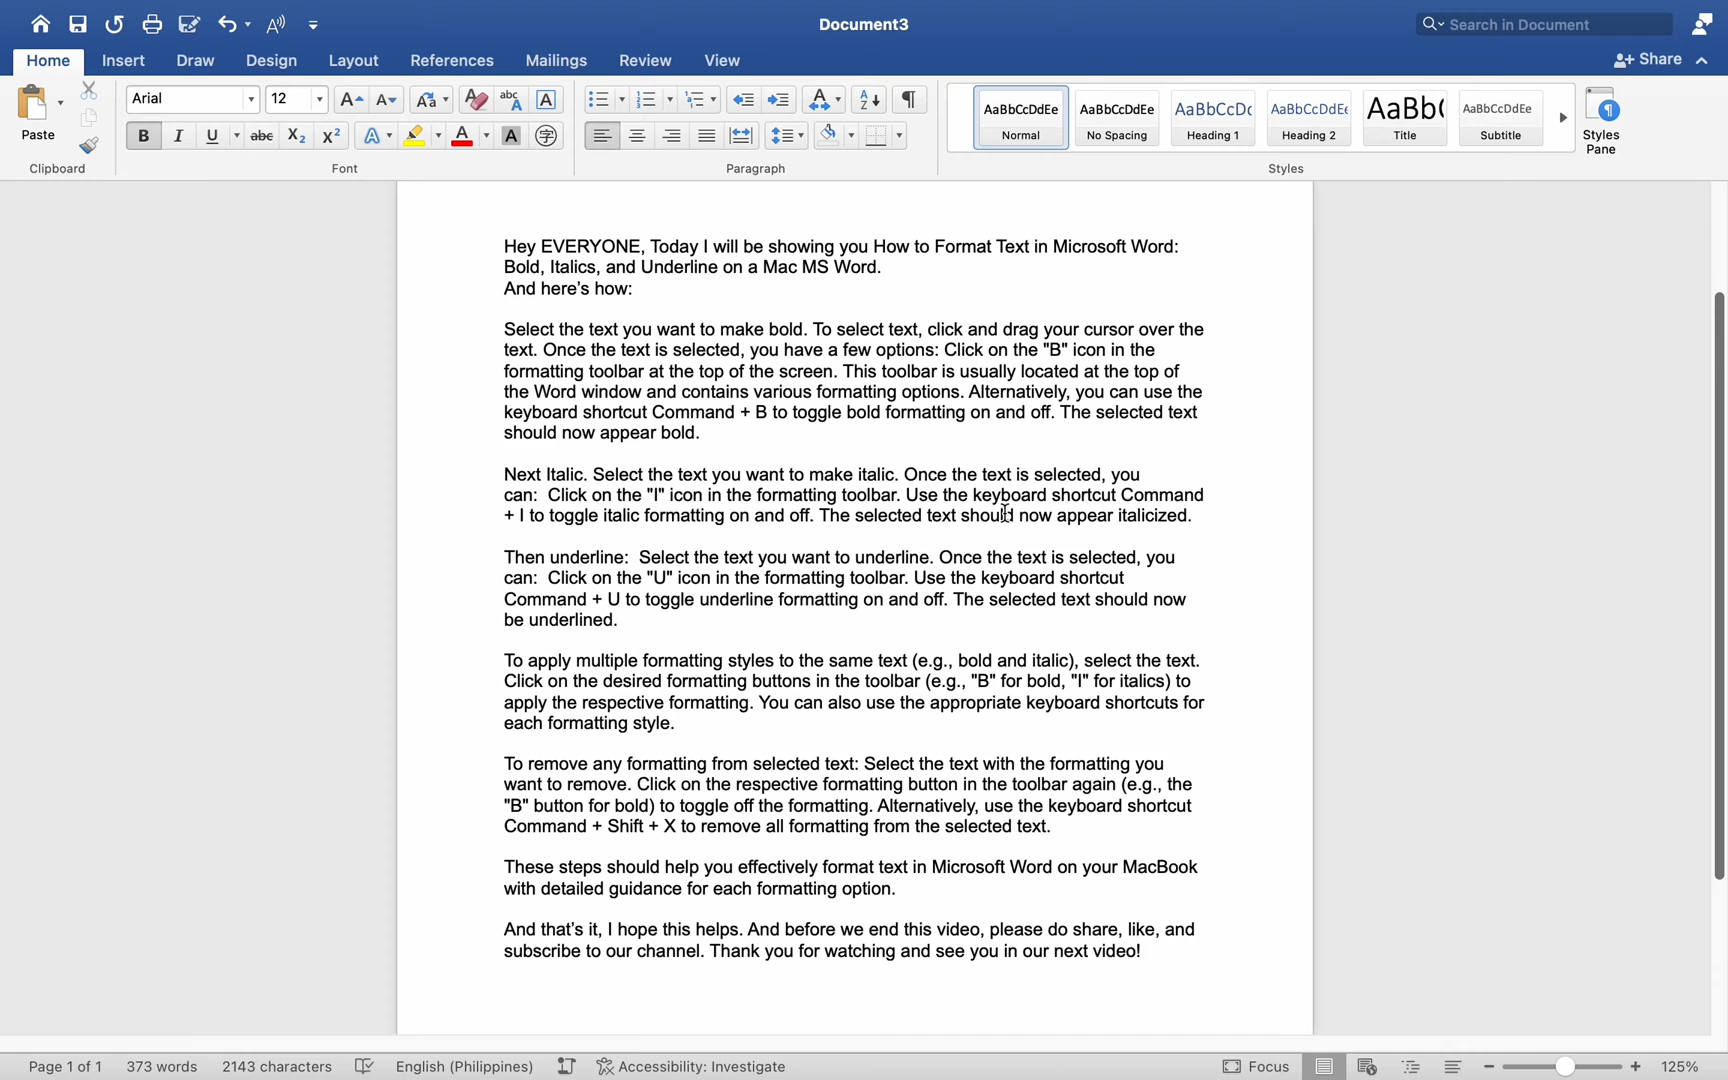 Document3
Search in Document
Home Insert Draw Design Layout References Mailings Review View
Share
Paste
Arial
12
Aa
abc
A
AaBbCcDdEe AaBbCcDdEe AaBbCcDc AaBbCcDdEe AaBb( AaBbCcDdEe
Normal No Spacing Heading 1 Heading 2 Title Subtitle
Styles
Pane
B I U abc X2 X2 A A A 字
Clipboard Font Paragraph Styles
Hey EVERYONE, Today I will be showing you How to Format Text in Microsoft Word:
Bold, Italics, and Underline on a Mac MS Word.
And here's how:
Select the text you want to make bold. To select text, click and drag your cursor over the
text. Once the text is selected, you have a few options: Click on the "B" icon in the
formatting toolbar at the top of the screen. This toolbar is usually located at the top of
the Word window and contains various formatting options. Alternatively, you can use the
keyboard shortcut Command + B to toggle bold formatting on and off. The selected text
should now appear bold.
Next Italic. Select the text you want to make italic. Once the text is selected, you
can:  Click on the "I" icon in the formatting toolbar. Use the keyboard shortcut Command
+ I to toggle italic formatting on and off. The selected text should now appear italicized.
Then underline:  Select the text you want to underline. Once the text is selected, you
can:  Click on the "U" icon in the formatting toolbar. Use the keyboard shortcut
Command + U to toggle underline formatting on and off. The selected text should now
be underlined.
To apply multiple formatting styles to the same text (e.g., bold and italic), select the text.
Click on the desired formatting buttons in the toolbar (e.g., "B" for bold, "I" for italics) to
apply the respective formatting. You can also use the appropriate keyboard shortcuts for
each formatting style.
To remove any formatting from selected text: Select the text with the formatting you
want to remove. Click on the respective formatting button in the toolbar again (e.g., the
"B" button for bold) to toggle off the formatting. Alternatively, use the keyboard shortcut
Command + Shift + X to remove all formatting from the selected text.
These steps should help you effectively format text in Microsoft Word on your MacBook
with detailed guidance for each formatting option.
And that's it, I hope this helps. And before we end this video, please do share, like, and
subscribe to our channel. Thank you for watching and see you in our next video!
Page 1 of 1 373 words 2143 characters English (Philippines) Accessibility: Investigate Focus 125%